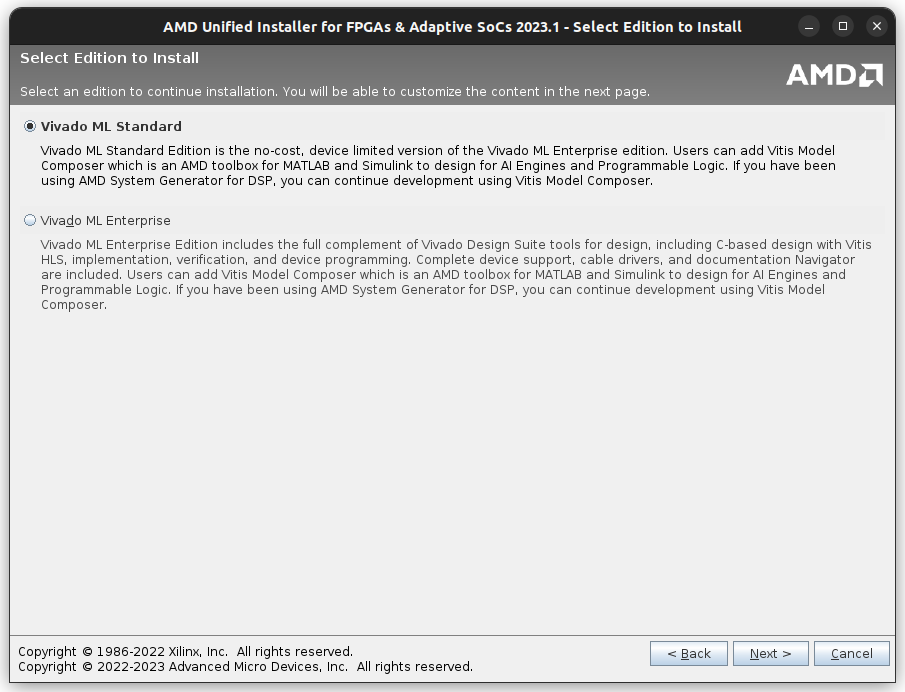 AMD Unified Installer for FPGAs & Adaptive SoCs 2023.1 - Select Edition to Install
Select Edition to Install
Select an edition to continue installation. You will be able to customize the content in the next page.
AMD
Vivado ML Standard
Vivado ML Standard Edition is the no-cost, device limited version of the Vivado ML Enterprise edition. Users can add Vitis Model
Composer which is an AMD toolbox for MATLAB and Simulink to design for AI Engines and Programmable Logic. If you have been
using AMD System Generator for DSP, you can continue development using Vitis Model Composer.
Vivado ML Enterprise
Vivado ML Enterprise Edition includes the full complement of Vivado Design Suite tools for design, including C-based design with Vitis
HLS, implementation, verification, and device programming. Complete device support, cable drivers, and documentation Navigator
are included. Users can add Vitis Model Composer which is an AMD toolbox for MATLAB and Simulink to design for AI Engines and
Programmable Logic. If you have been using AMD System Generator for DSP, you can continue development using Vitis Model
Composer.
Copyright © 1986-2022 Xilinx, Inc.  All rights reserved.
Copyright © 2022-2023 Advanced Micro Devices, Inc.  All rights reserved.
< Back
Next >
Cancel